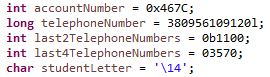 int accountNumber = 0x467C;
long telephoneNumber = 380956109120l;
int last2TelephoneNumbers = 0b1100;
int last4TelephoneNumbers = 03570;
char studentLetter = '\14';